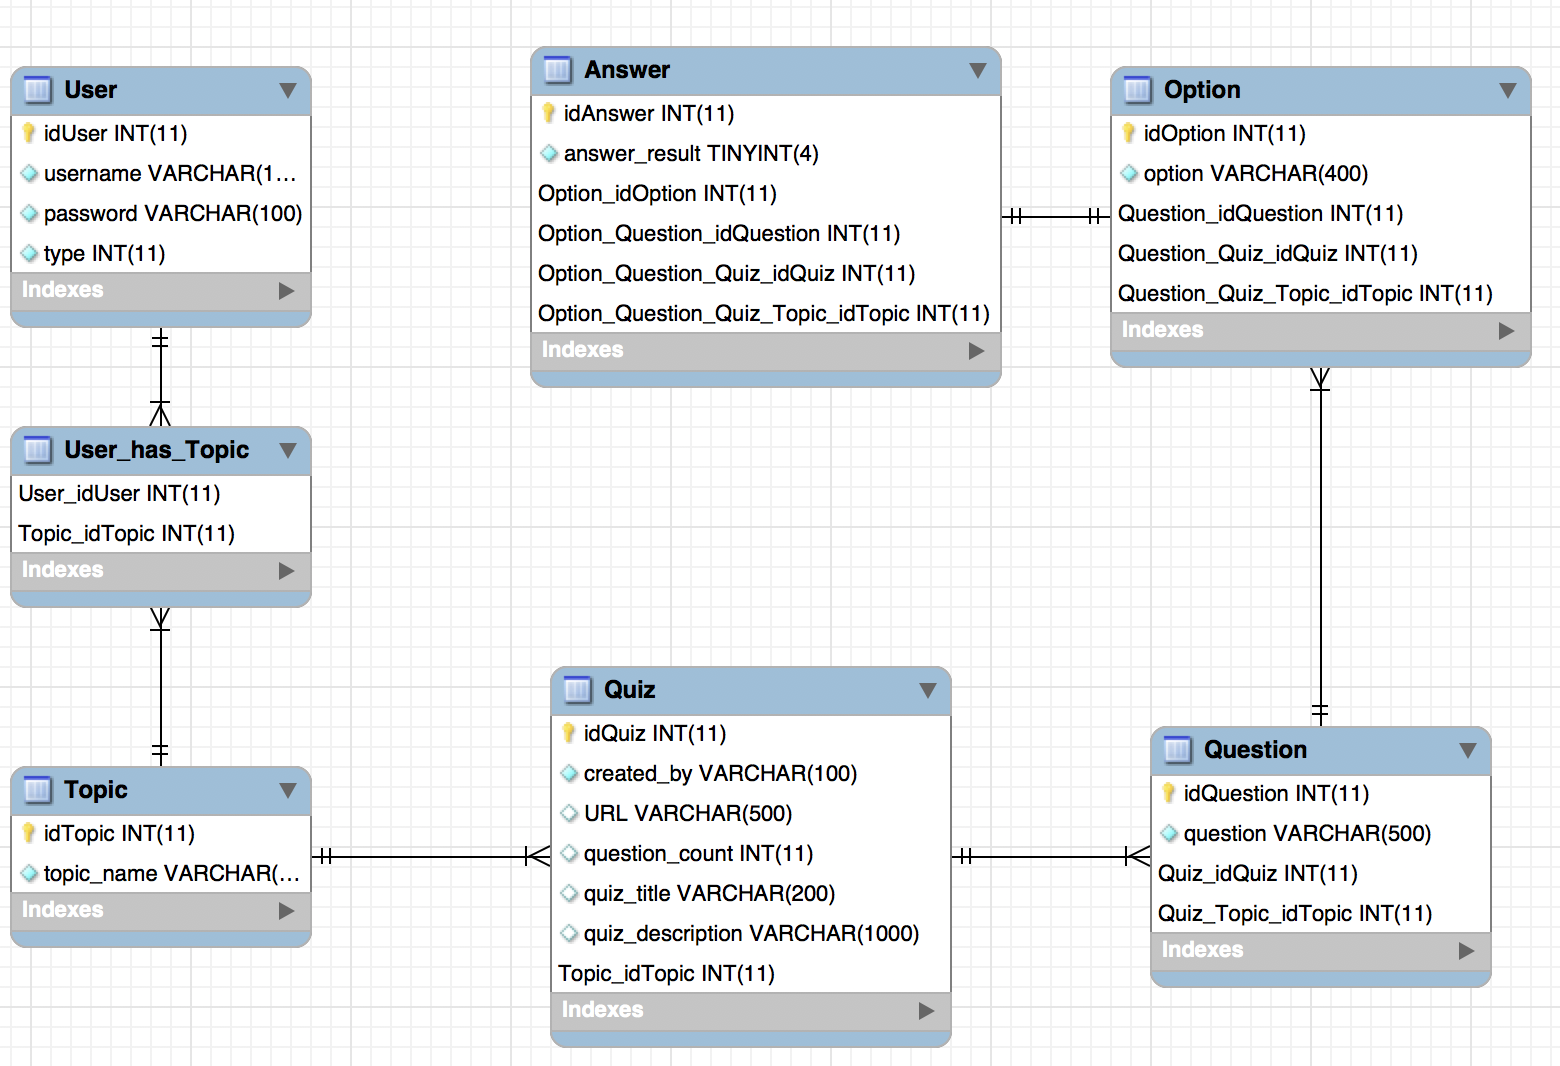 User
idUser INT(11)
username VARCHAR(1...
password VARCHAR(100)
type INT(11)
Indexes
User_has_Topic
User_idUser INT(11)
Topic_idTopic INT(11)
Indexes
Topic
idTopic INT(11)
topic_name VARCHAR(...
Indexes
Answer
idAnswer INT(11)
answer_result TINYINT(4)
Option_idOption INT(11)
Option_Question_idQuestion INT(11)
Option_Question_Quiz_idQuiz INT(11)
Option_Question_Quiz_Topic_idTopic INT(11)
Indexes
Quiz
idQuiz INT(11)
created_by VARCHAR(100)
URL VARCHAR(500)
question_count INT(11)
quiz_title VARCHAR(200)
quiz_description VARCHAR(1000)
Topic_idTopic INT(11)
Indexes
Option
idOption INT(11)
option VARCHAR(400)
Question_idQuestion INT(11)
Question_Quiz_idQuiz INT(11)
Question_Quiz_Topic_idTopic INT(11)
Indexes
Question
idQuestion INT(11)
question VARCHAR(500)
Quiz_idQuiz INT(11)
Quiz_Topic_idTopic INT(11)
Indexes